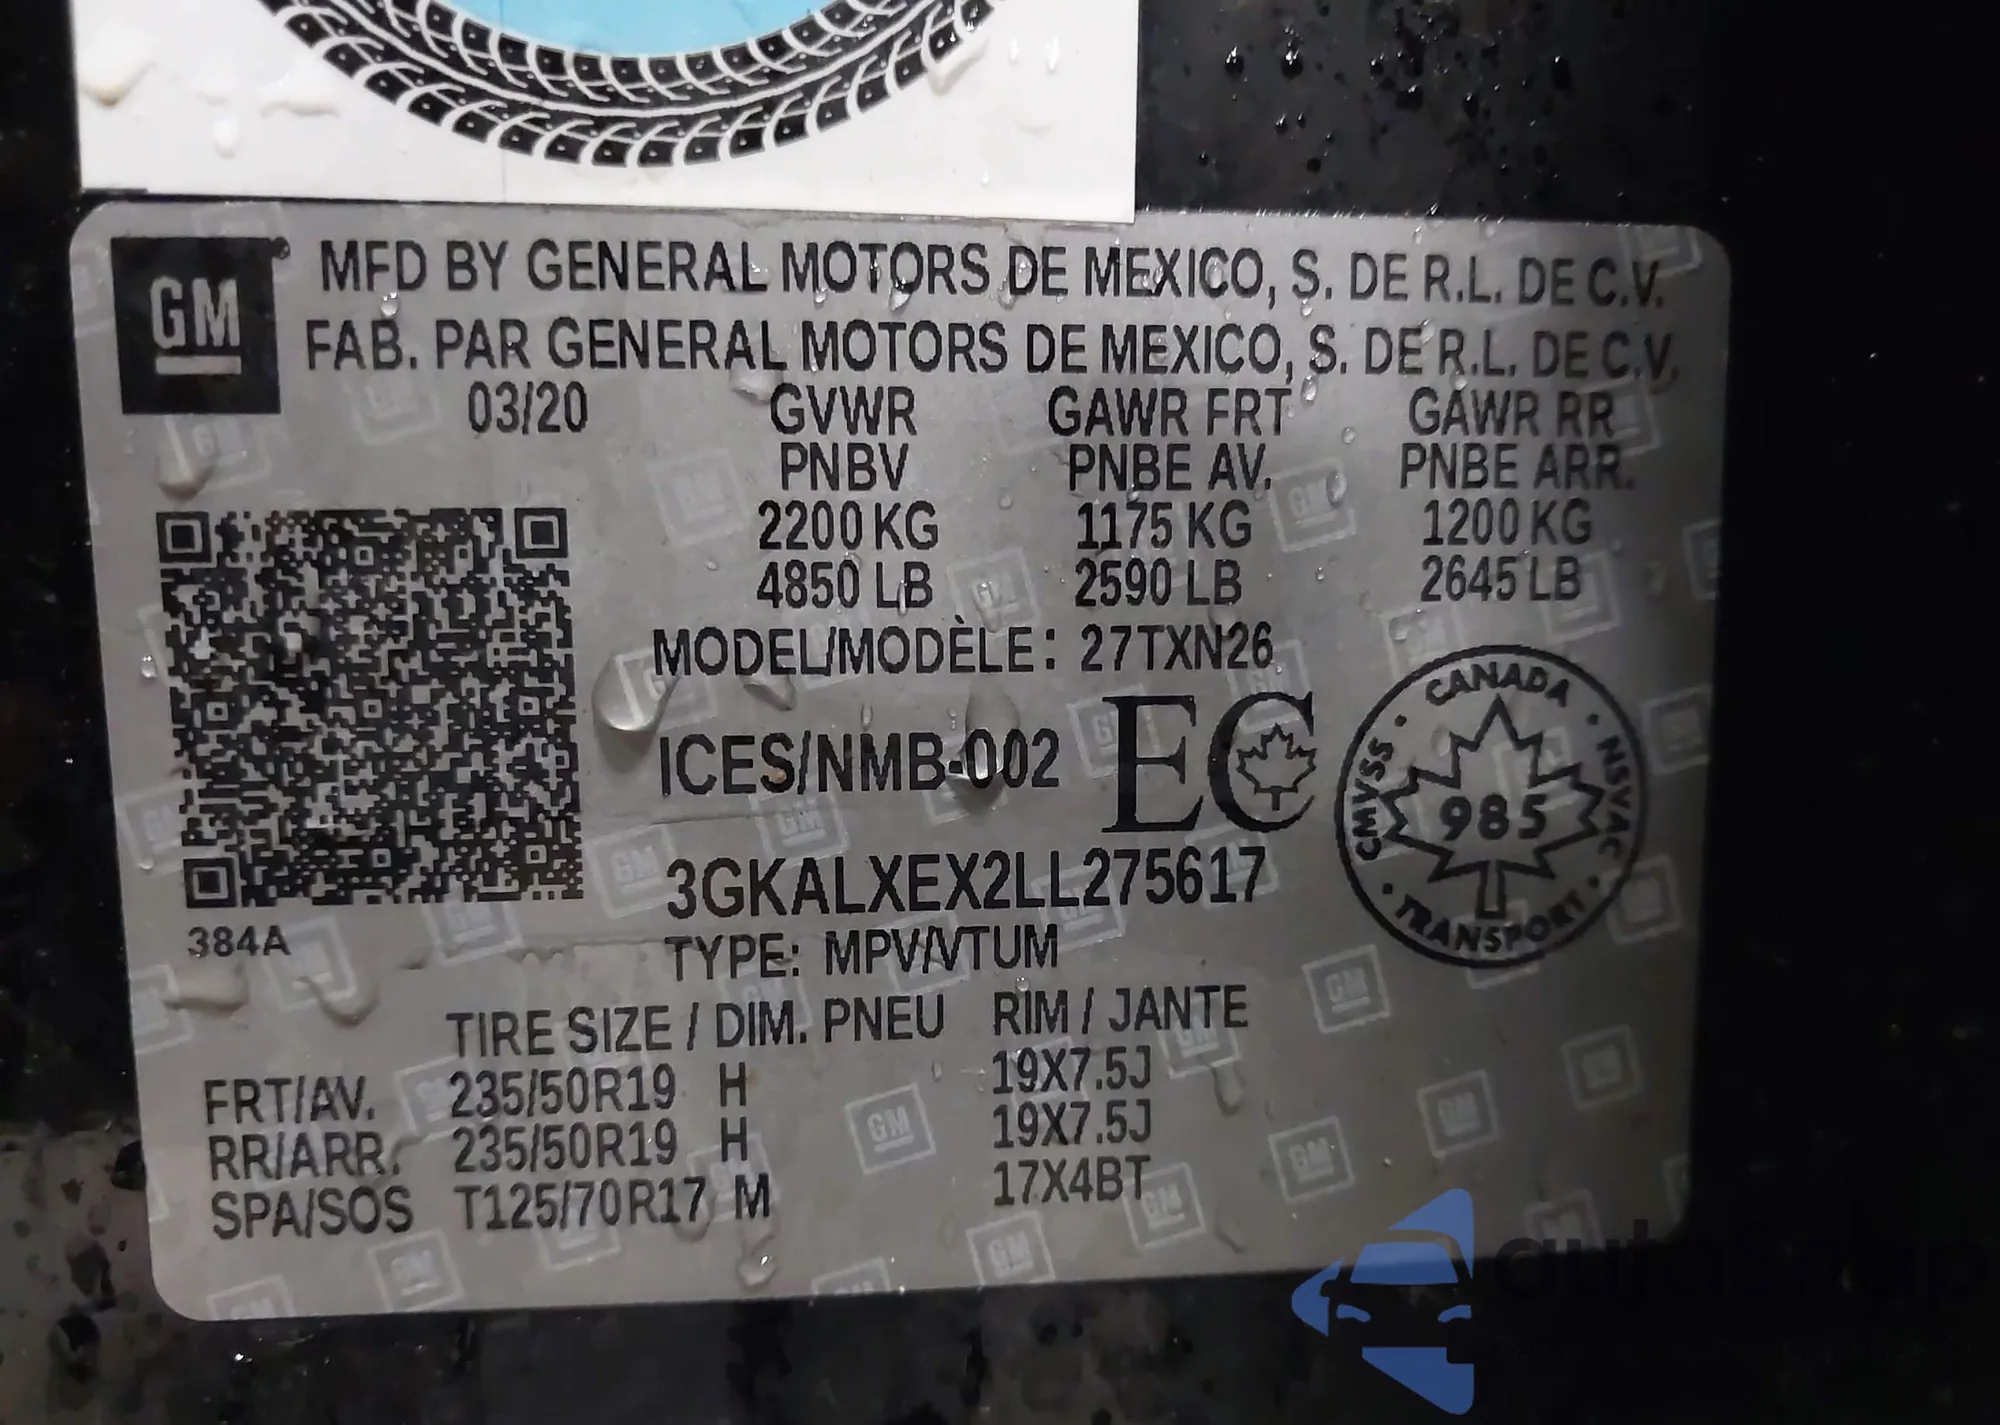 GM
MFD BY GENERAL MOTORS DE MEXICO, S. DE R.L. DE C.V.
FAB. PAR GENERAL MOTORS DE MEXICO, S. DE R.L. DE C.V.
03/20 GVWR GAWR FRT GAWR RR
PNBV PNBE AV. PNBE ARR.
2200 KG 1175 KG 1200 KG
4850 LB 2590 LB 2645 LB
MODEL/MODÈLE: 27TXN26
ICES/NMB-002 EC
CANADA
CMVSS 985 NSVAC
TRANSPORT
3GKALXEX2LL275617
384A
TYPE: MPV/VTUM
TIRE SIZE / DIM. PNEU RIM / JANTE
FRT/AV. 235/50R19 H 19X7.5J
RR/ARR. 235/50R19 H 19X7.5J
SPA/SOS T125/70R17 M 17X4BT